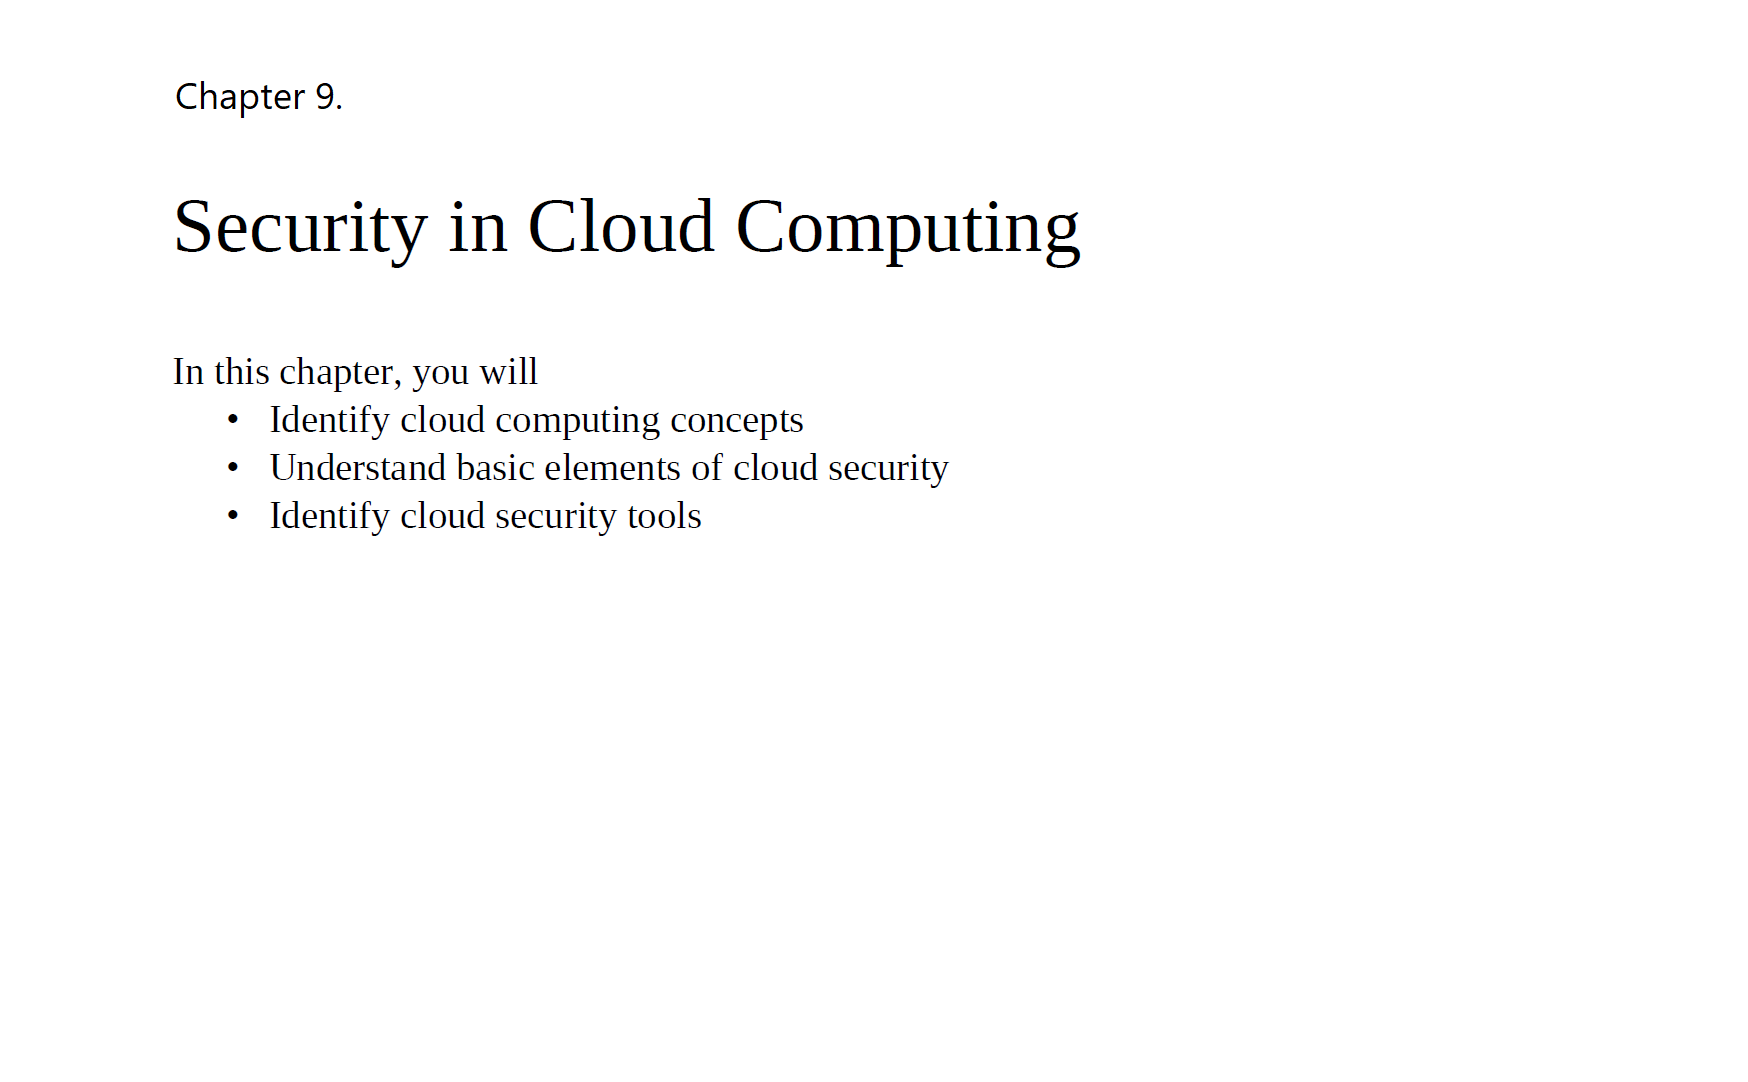 Chapter 9.
Security in Cloud Computing
In this chapter, you will
• Identify cloud computing concepts
• Understand basic elements of cloud security
• Identify cloud security tools